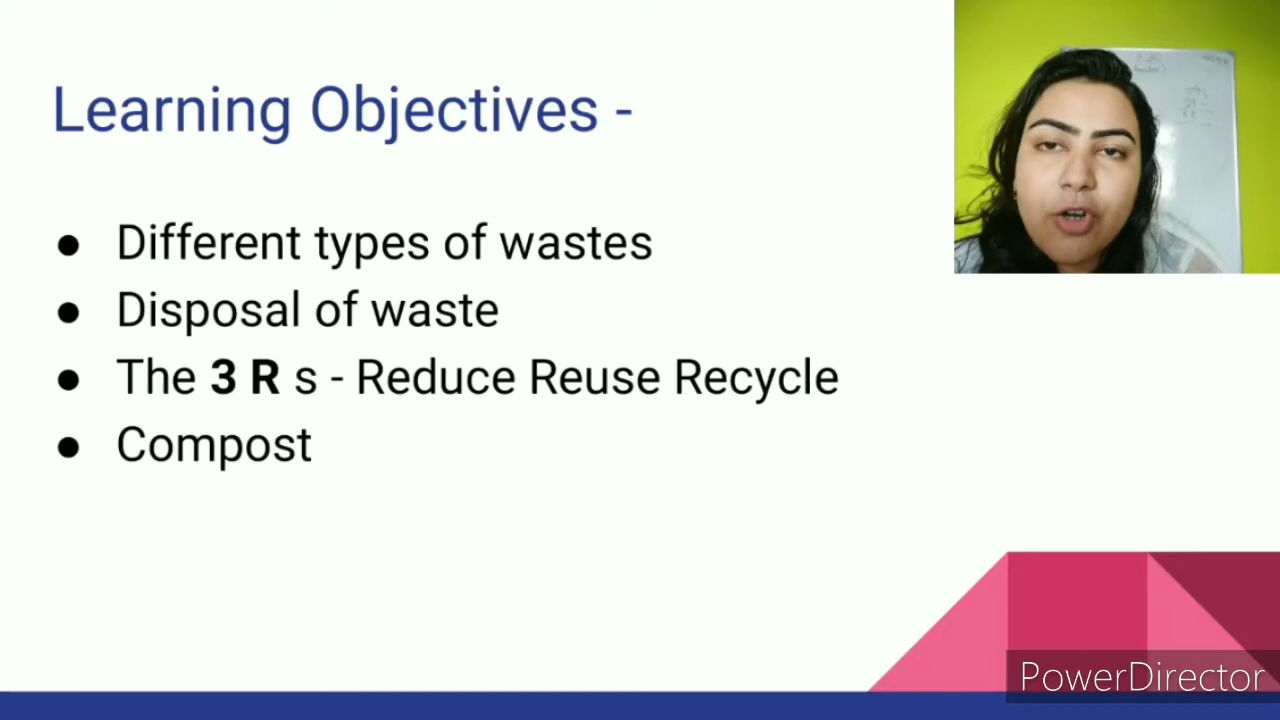 Learning Objectives -
● Different types of wastes
● Disposal of waste
● The 3 R s - Reduce Reuse Recycle
● Compost
PowerDirector